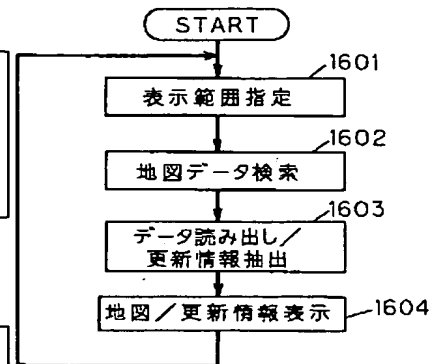 START
1601
表示範囲指定
1602
地図データ検索
1603
データ読み出し／
更新情報抽出
地図／更新情報表示
1604